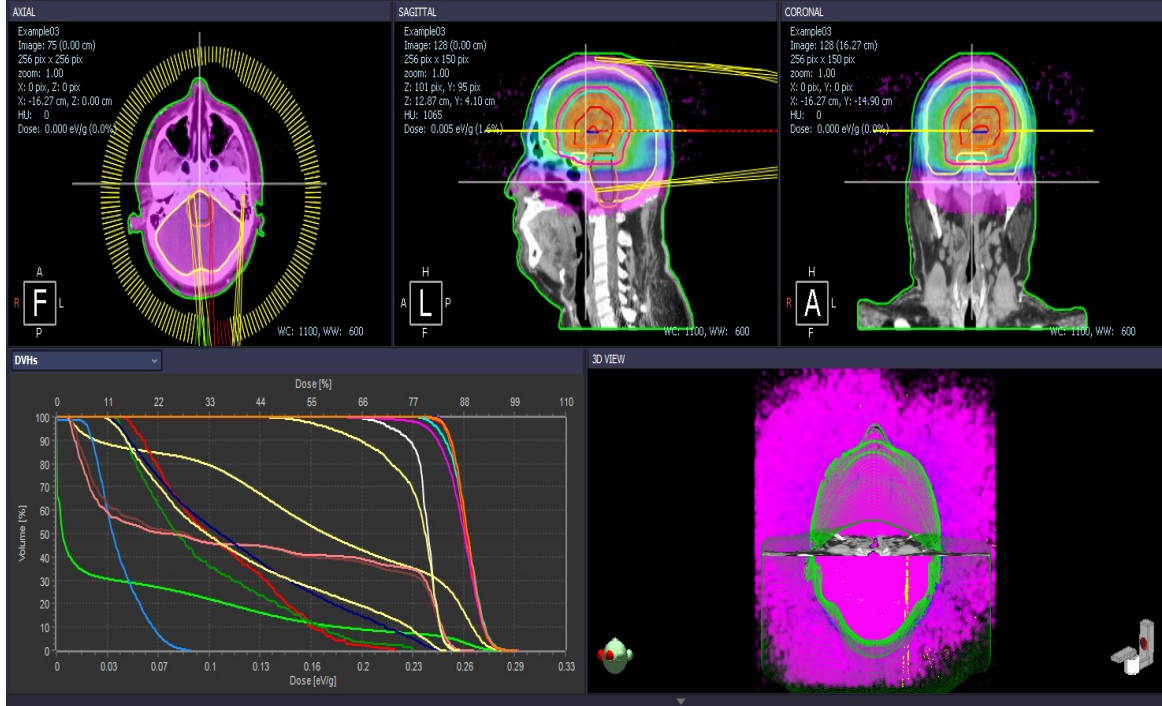 AXIAL
Example03
Image: 75 (0.00 cm)
256 pix x 256 pix
zoom: 1.00
X: 0 pix, Z: 0 pix
X: -16.27 cm, Z: 0.00 cm
HU: 0
Dose: 0.000 eV/g (0.0%)
A
R F L
P
WC: 1100, WW: 600
SAGITTAL
Example03
Image: 128 (0.00 cm)
256 pix x 150 pix
zoom: 1.00
Z: 101 pix, Y: 95 pix
Z: 12.87 cm, Y: 4.10 cm
HU: 1065
Dose: 0.005 eV/g (1.6%)
H
A L P
F
WC: 1100, WW: 600
CORONAL
Example03
Image: 128 (16.27 cm)
256 pix x 150 pix
zoom: 1.00
X: 0 pix, Y: 0 pix
X: -16.27 cm, Y: -14.90 cm
HU: 0
Dose: 0.000 eV/g (0.0%)
H
R A L
F
WC: 1100, WW: 600
DVHs
Dose [%]
0 11 22 33 44 55 66 77 88 99 110
Volume [%]
100
90
80
70
60
50
40
30
20
10
0
0 0.03 0.07 0.1 0.13 0.16 0.2 0.23 0.26 0.29 0.33
Dose [eV/g]
3D VIEW